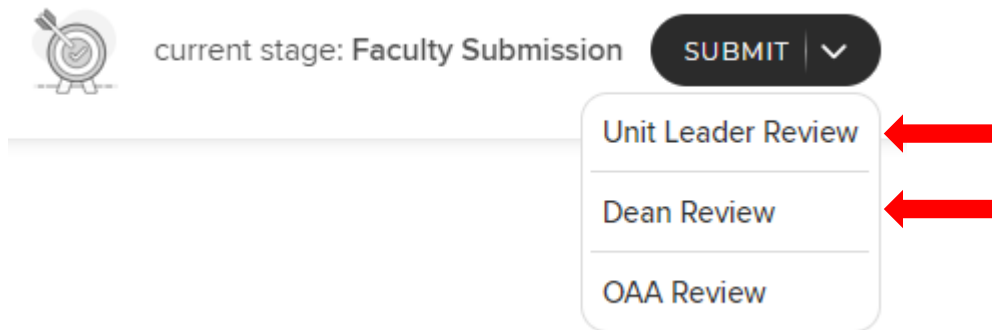 current stage: Faculty Submission SUBMIT
Unit Leader Review
Dean Review
OAA Review